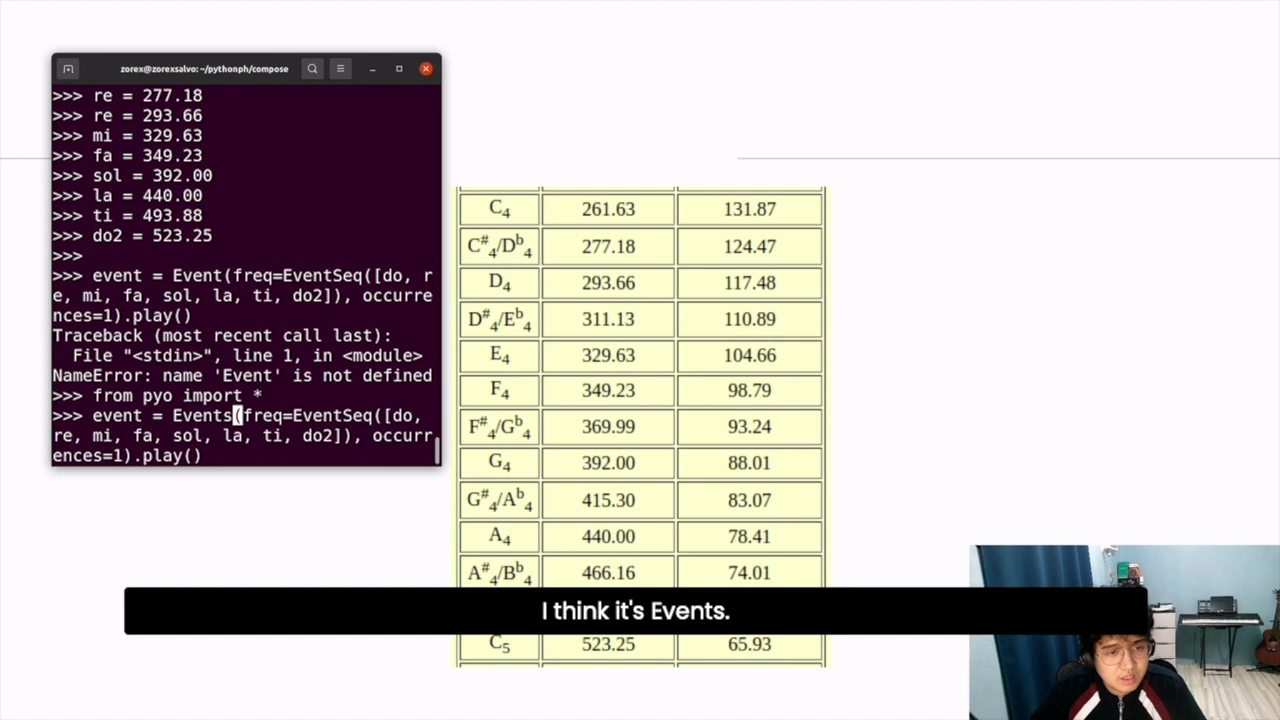 zorex@zorexsalvo: ~/pythonph/compose
>>> re = 277.18
>>> re = 293.66
>>> mi = 329.63
>>> fa = 349.23
>>> sol = 392.00
>>> la = 440.00
>>> ti = 493.88
>>> do2 = 523.25
>>>
>>> event = Event(freq=EventSeq([do, r
e, mi, fa, sol, la, ti, do2]), occurre
nces=1).play()
Traceback (most recent call last):
File "<stdin>", line 1, in <module>
NameError: name 'Event' is not defined
>>> from pyo import *
>>> event = Events(freq=EventSeq([do,
re, mi, fa, sol, la, ti, do2]), occurr
ences=1).play()
C4 261.63 131.87
C#4/Db4 277.18 124.47
D4 293.66 117.48
D#4/Eb4 311.13 110.89
E4 329.63 104.66
F4 349.23 98.79
F#4/Gb4 369.99 93.24
G4 392.00 88.01
G#4/Ab4 415.30 83.07
A4 440.00 78.41
A#4/Bb4 466.16 74.01
I think it's Events.
C5 523.25 65.93